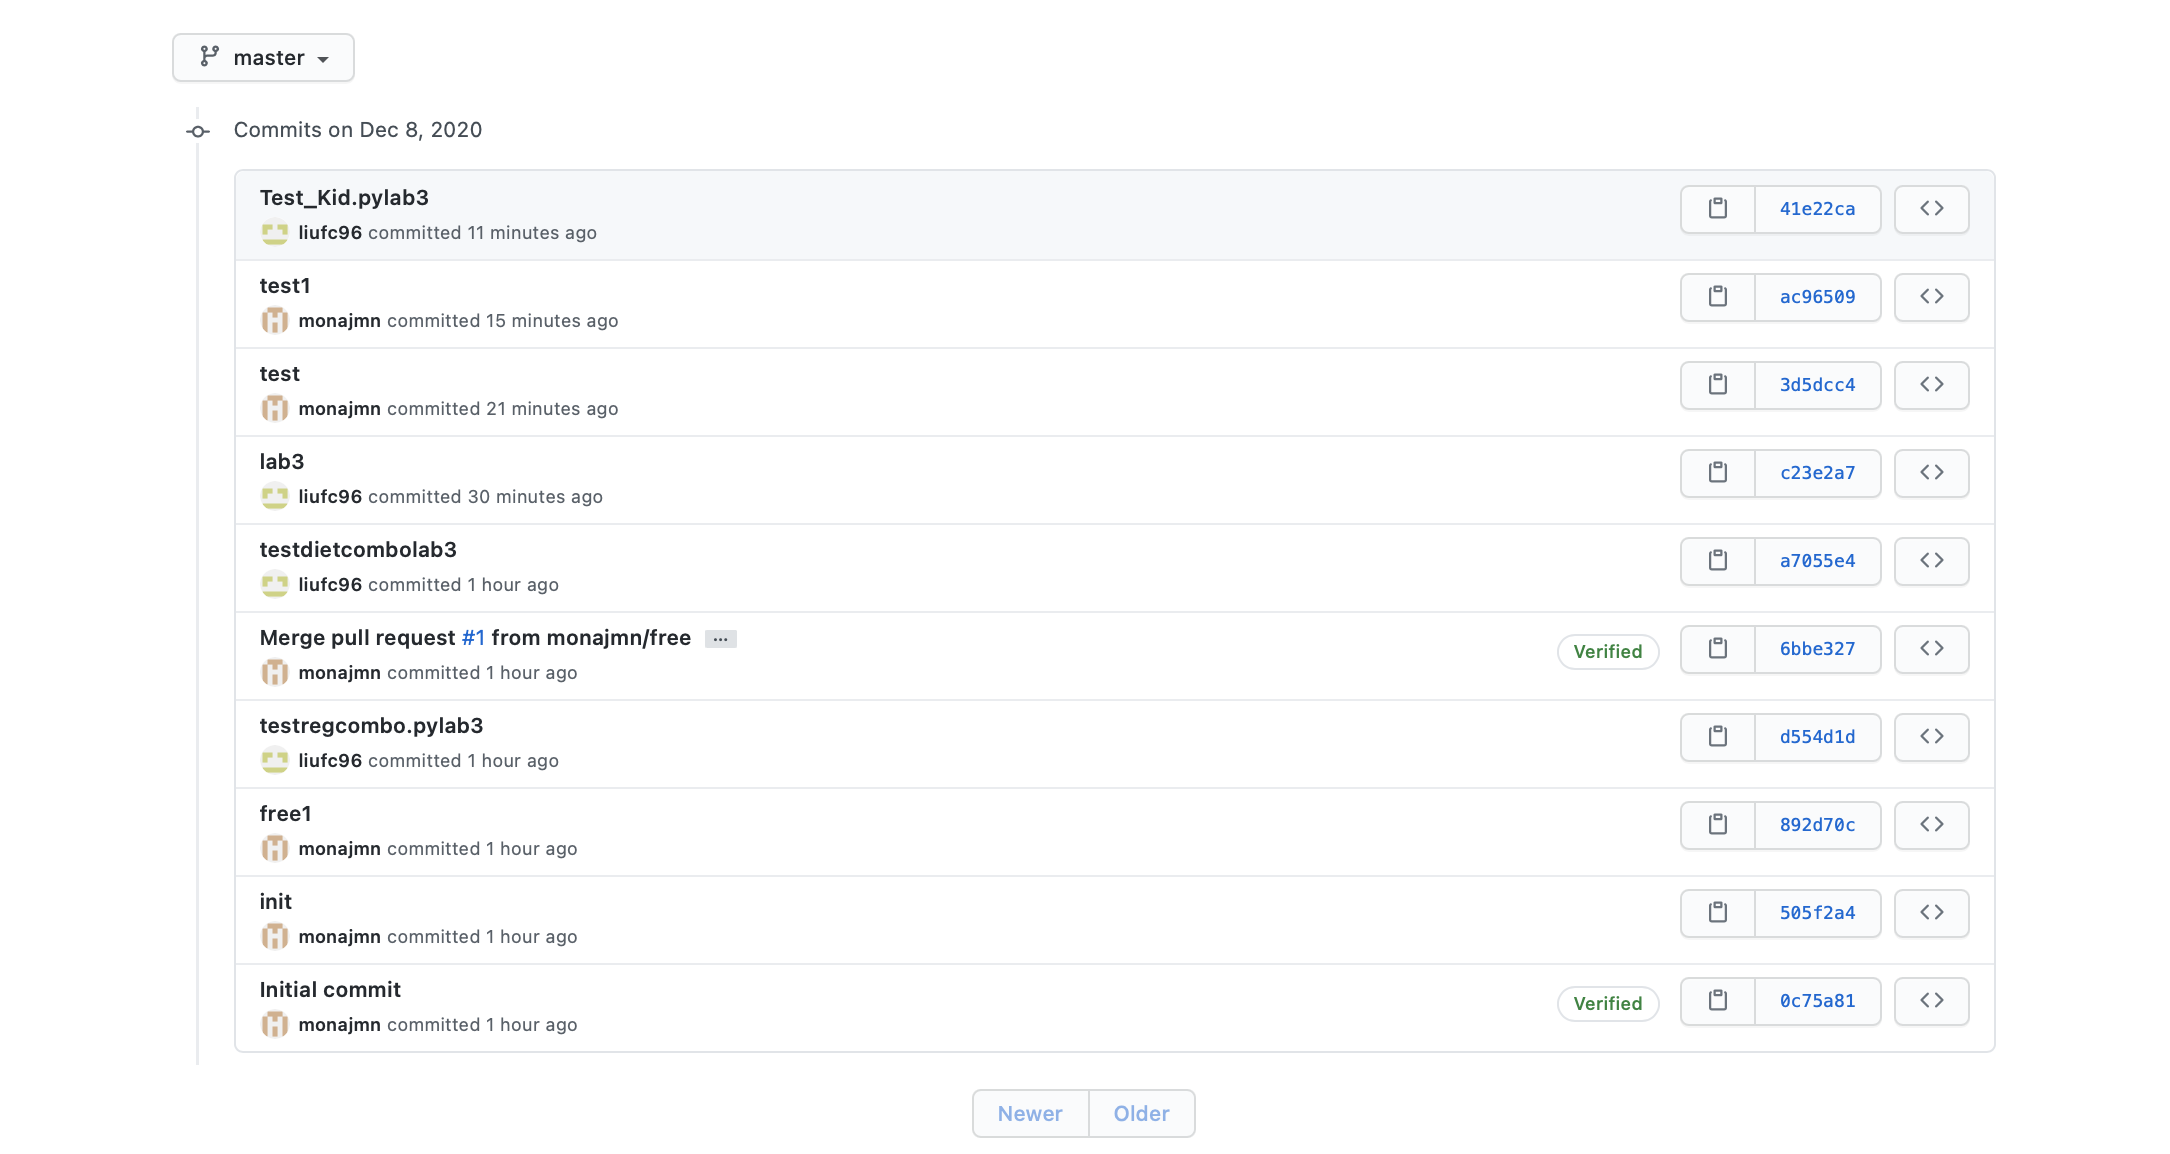 master
Commits on Dec 8, 2020
Test_Kid.pylab3
41e22ca
liufc96 committed 11 minutes ago
test1
ac96509
monajmn committed 15 minutes ago
test
3d5dcc4
monajmn committed 21 minutes ago
lab3
c23e2a7
liufc96 committed 30 minutes ago
testdietcombolab3
a7055e4
liufc96 committed 1 hour ago
Merge pull request #1 from monajmn/free ...
Verified 6bbe327
monajmn committed 1 hour ago
testregcombo.pylab3
d554d1d
liufc96 committed 1 hour ago
free1
892d70c
monajmn committed 1 hour ago
init
505f2a4
monajmn committed 1 hour ago
Initial commit
Verified 0c75a81
monajmn committed 1 hour ago
Newer Older